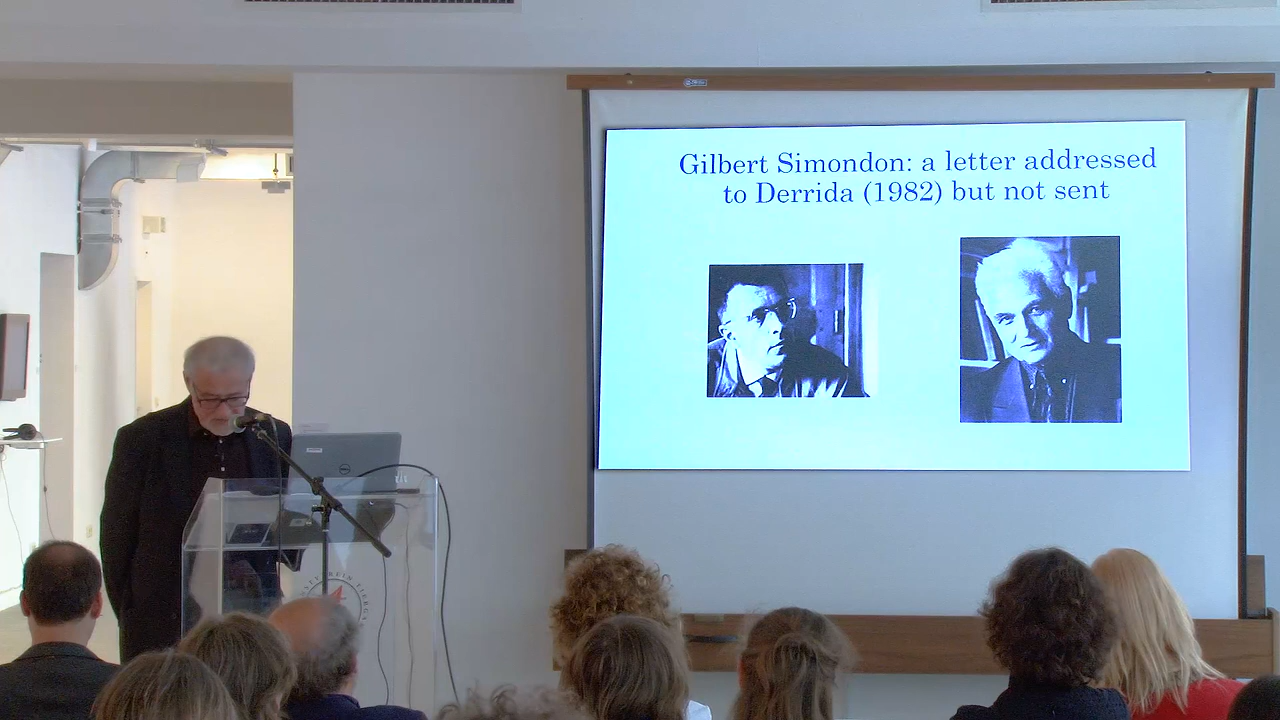 Gilbert Simondon: a letter addressed
to Derrida (1982) but not sent